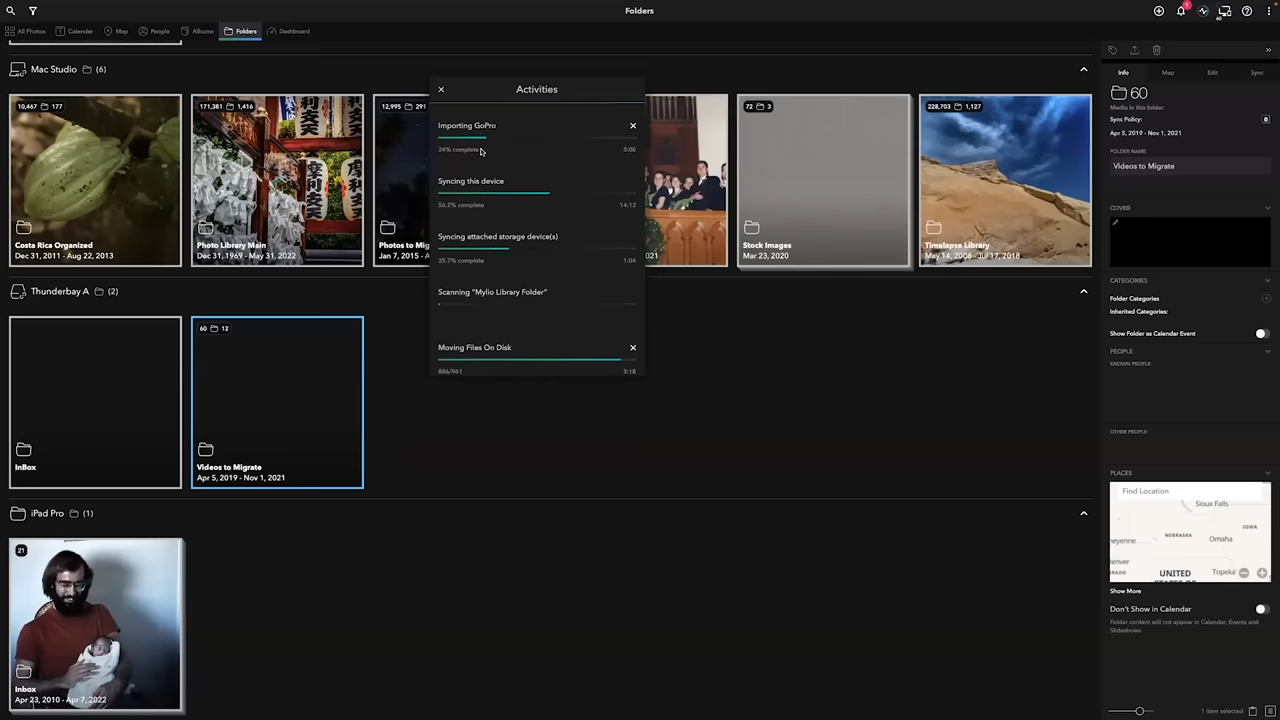 Folders
1
60
All Photos
Calendar
Map
People
Albums
Folders
Dashboard
Mac Studio (6)
10,467 177
Costa Rica Organized
Dec 31, 2011 - Aug 22, 2013
171,381 1,416
Photo Library Main
Dec 31, 1969 - May 31, 2022
12,995 291
Photos to Mig
Jan 7, 2015 -
2021
72 3
Stock Images
Mar 23, 2020
228,703 1,127
Timelapse Library
May 14, 2006 - Jul 17, 2018
Activities
Importing GoPro
24% complete 3:00
Syncing this device
56.2% complete 14:13
Syncing attached storage device(s)
35.7% complete 1:04
Scanning "Mylio Library Folder"
Moving Files On Disk
886/961 3:18
Thunderbay A (2)
InBox
60 12
Videos to Migrate
Apr 5, 2019 - Nov 1, 2021
iPad Pro (1)
21
Inbox
Apr 23, 2010 - Apr 7, 2022
Info
Map
Edit
Sync
60
Media in this folder
Sync Policy:
Apr 5, 2019 - Nov 1, 2021
FOLDER NAME
Videos to Migrate
COVER
CATEGORIES
Folder Categories
Inherited Categories:
Show Folder as Calendar Event
PEOPLE
KNOWN PEOPLE
OTHER PEOPLE
PLACES
Find Location
Sioux Falls
IOWA
heyenne
NEBRASKA
Omaha
enver
RADO
UNITED
STATES OF
Topeka
Show More
Don't Show in Calendar
Folder content will not appear in Calendar, Events and
Slideshows.
1 item selected